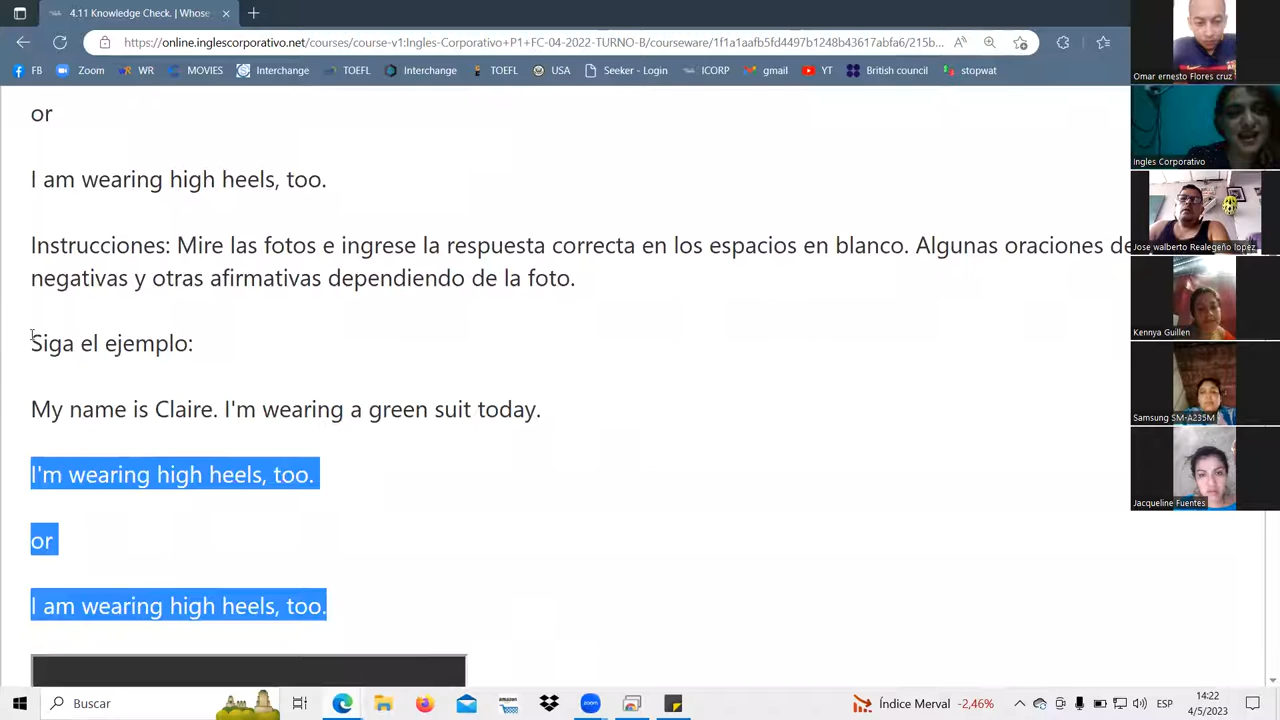 4.11 Knowledge Check. | Whose
https://online.inglescorporativo.net/courses/course-v1:Ingles-Corporativo+P1+FC-04-2022-TURNO-B/courseware/1f1a1aafb5fd4497b1248b43617abfa6/215b...
FB Zoom WR MOVIES Interchange TOEFL Interchange TOEFL USA Seeker - Login ICORP gmail YT British council stopwat
or
I am wearing high heels, too.
Instrucciones: Mire las fotos e ingrese la respuesta correcta en los espacios en blanco. Algunas oraciones de
negativas y otras afirmativas dependiendo de la foto.
Siga el ejemplo:
My name is Claire. I'm wearing a green suit today.
I'm wearing high heels, too.
or
I am wearing high heels, too.
Omar ernesto Flores cruz
Ingles Corporativo
Jose walberto Realegeño lopez
Kennya Guillen
Samsung SM-A235M
Jacqueline Fuentes
Buscar
Índice Merval -2,46%
ESP
14:22
4/5/2023